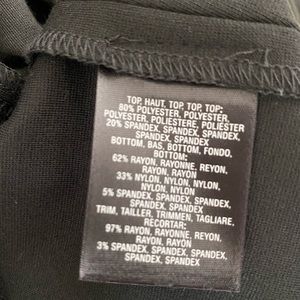 TOP, HAUT, TOP, TOP, TOP:
80% POLYESTER, POLYESTER,
POLYESTER, POLIESTERE, POLIÉSTER
20% SPANDEX, SPANDEX, SPANDEX,
SPANDEX, SPANDEX
BOTTOM, BAS, BOTTOM, FONDO,
BOTTOM:
62% RAYON, RAYONNE, REYON,
RAYON, RAYON
33% NYLON, NYLON, NYLON,
NYLON, NYLON
5% SPANDEX, SPANDEX, SPANDEX,
SPANDEX, SPANDEX
TRIM, TAILLER, TRIMMEN, TAGLIARE,
RECORTAR:
97% RAYON, RAYONNE, REYON,
RAYON, RAYON
3% SPANDEX, SPANDEX, SPANDEX,
SPANDEX, SPANDEX